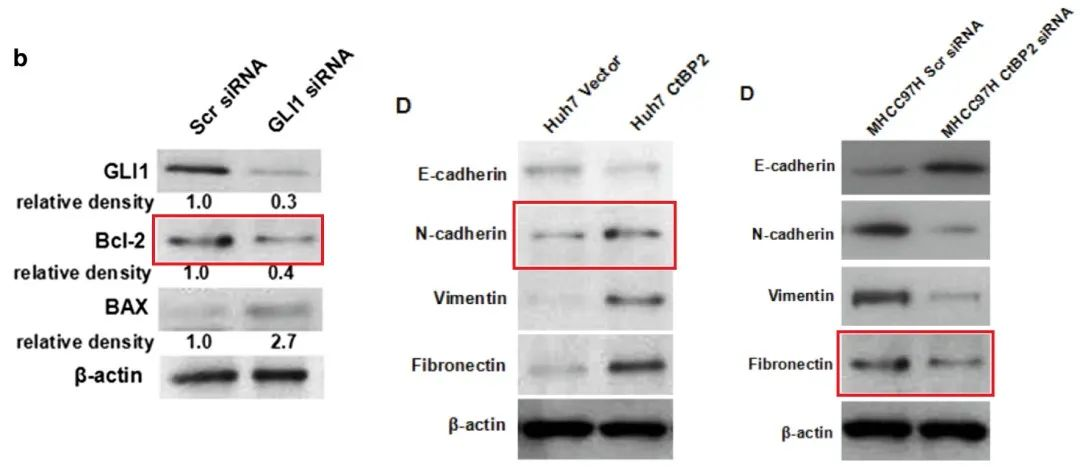 b
Scr siRNA
GLI1 siRNA
GLI1
relative density 1.0 0.3
Bcl-2
relative density 1.0 0.4
BAX
relative density 1.0 2.7
β-actin
D
Huh7 Vector
Huh7 CtBP2
E-cadherin
N-cadherin
Vimentin
Fibronectin
β-actin
D
MHCC97H Scr siRNA
MHCC97H CtBP2 siRNA
E-cadherin
N-cadherin
Vimentin
Fibronectin
β-actin